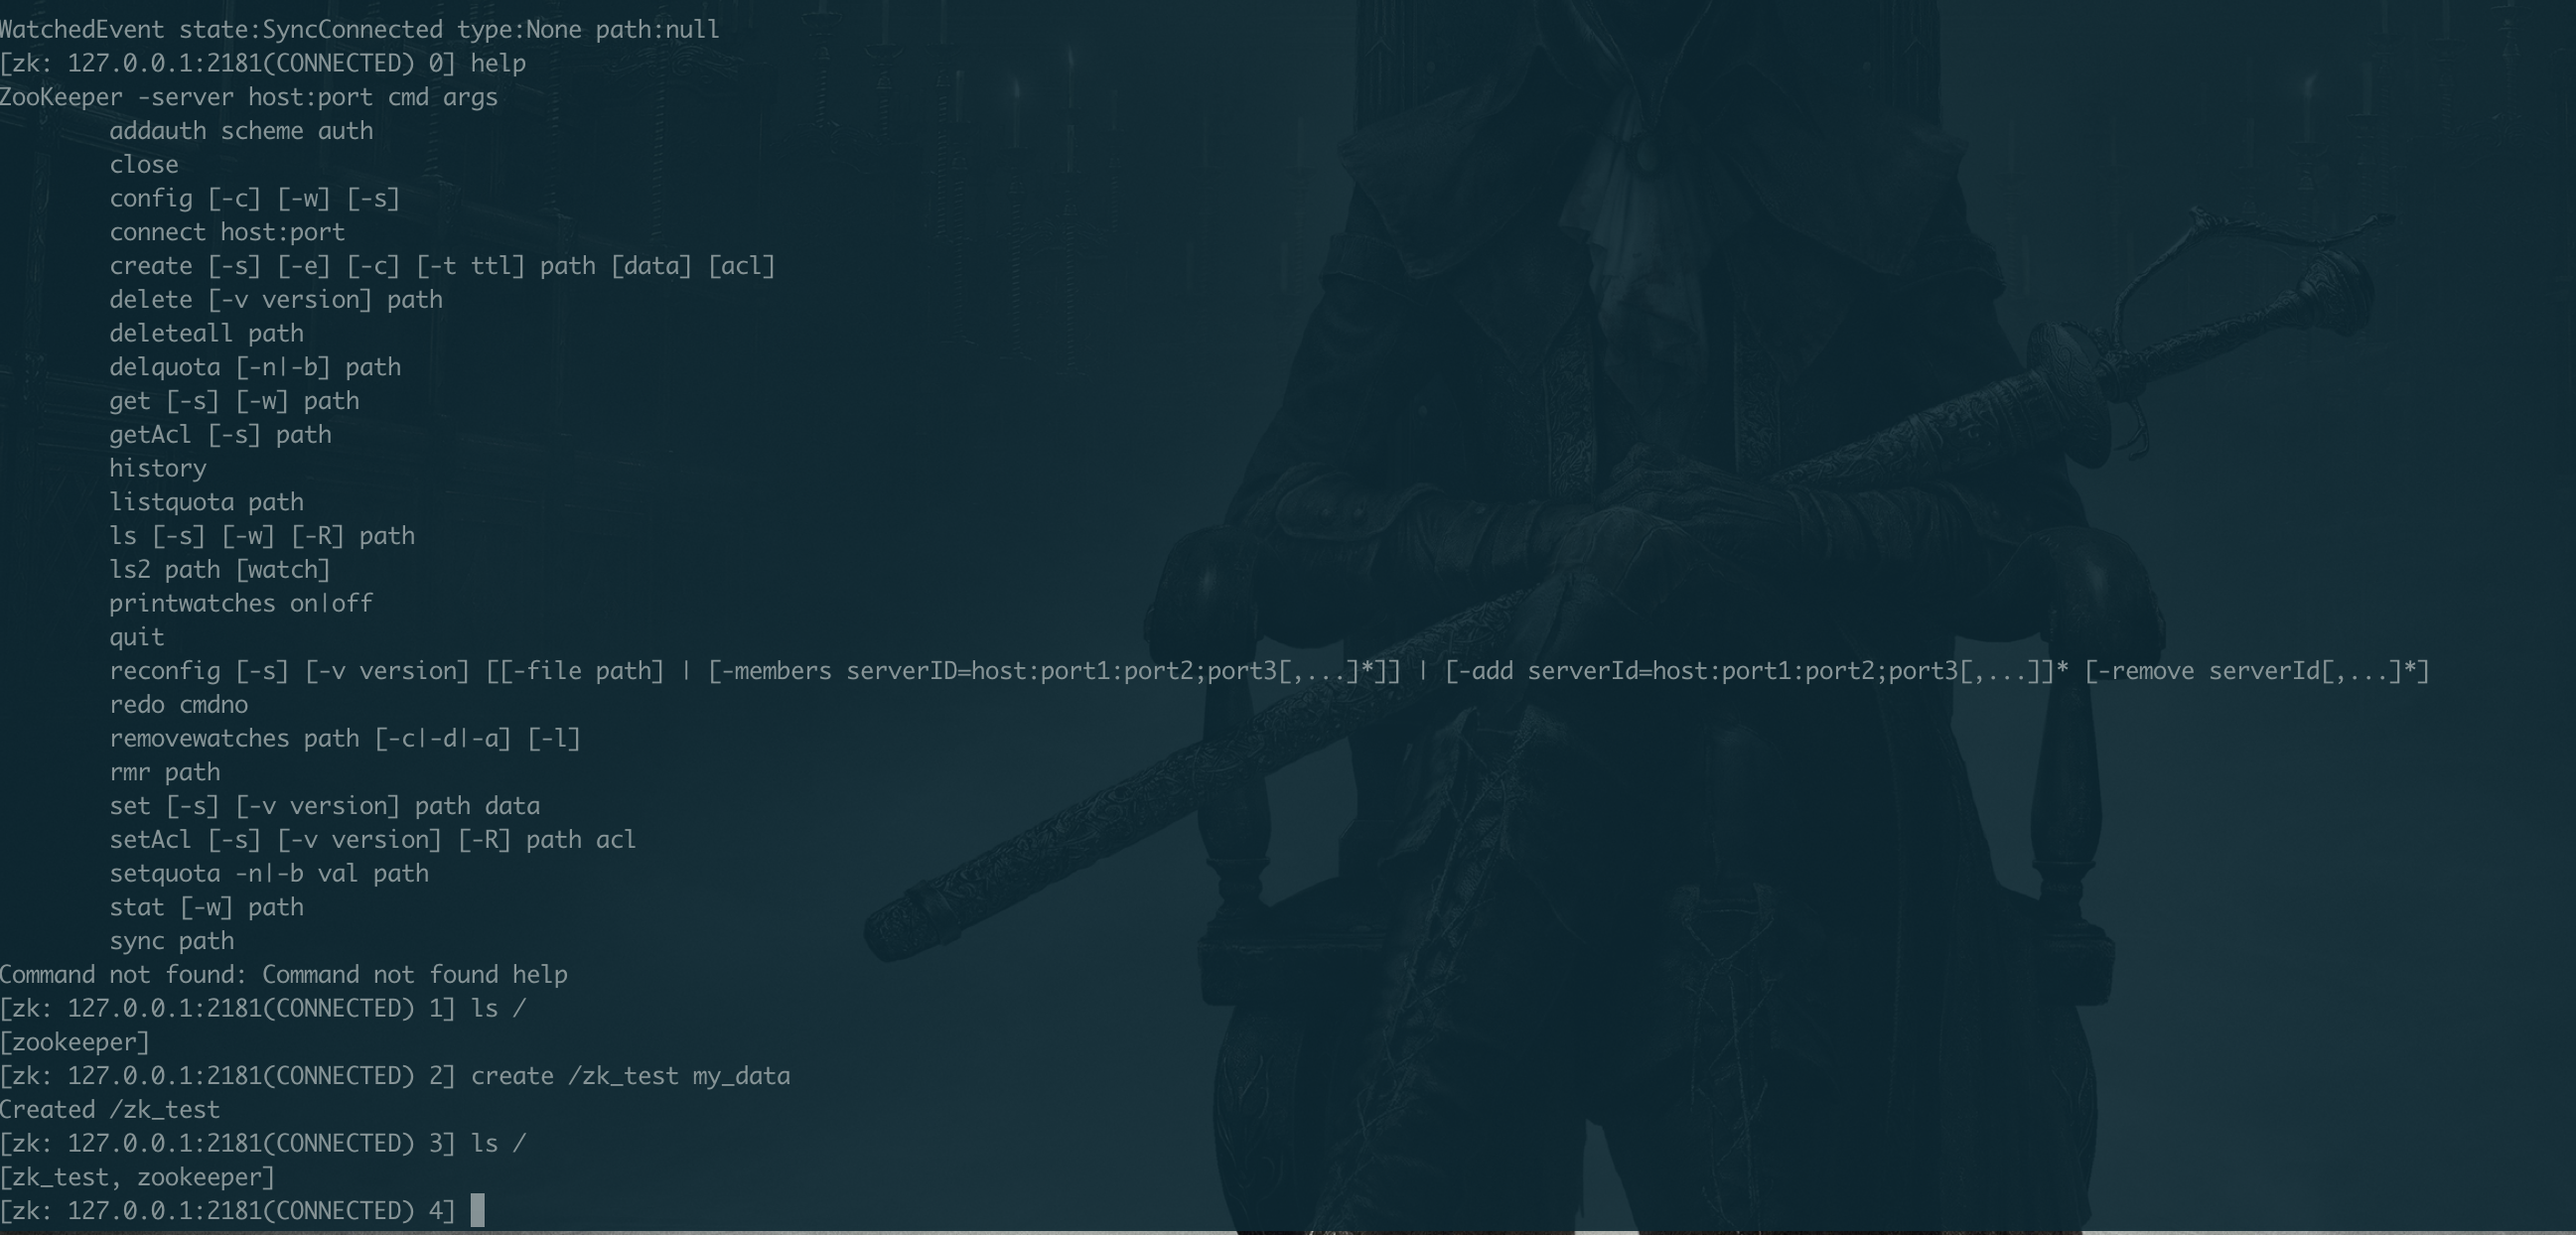 WatchedEvent state:SyncConnected type:None path:null
[zk: 127.0.0.1:2181(CONNECTED) 0] help
ZooKeeper -server host:port cmd args
addauth scheme auth
close
config [-c] [-w] [-s]
connect host:port
create [-s] [-e] [-c] [-t ttl] path [data] [acl]
delete [-v version] path
deleteall path
delquota [-n|-b] path
get [-s] [-w] path
getAcl [-s] path
history
listquota path
ls [-s] [-w] [-R] path
ls2 path [watch]
printwatches on|off
quit
reconfig [-s] [-v version] [[-file path] | [-members serverID=host:port1:port2;port3[,...]*]] | [-add serverId=host:port1:port2;port3[,...]]* [-remove serverId[,...]*]
redo cmdno
removewatches path [-c|-d|-a] [-l]
rmr path
set [-s] [-v version] path data
setAcl [-s] [-v version] [-R] path acl
setquota -n|-b val path
stat [-w] path
sync path
Command not found: Command not found help
[zk: 127.0.0.1:2181(CONNECTED) 1] ls /
[zookeeper]
[zk: 127.0.0.1:2181(CONNECTED) 2] create /zk_test my_data
Created /zk_test
[zk: 127.0.0.1:2181(CONNECTED) 3] ls /
[zk_test, zookeeper]
[zk: 127.0.0.1:2181(CONNECTED) 4]